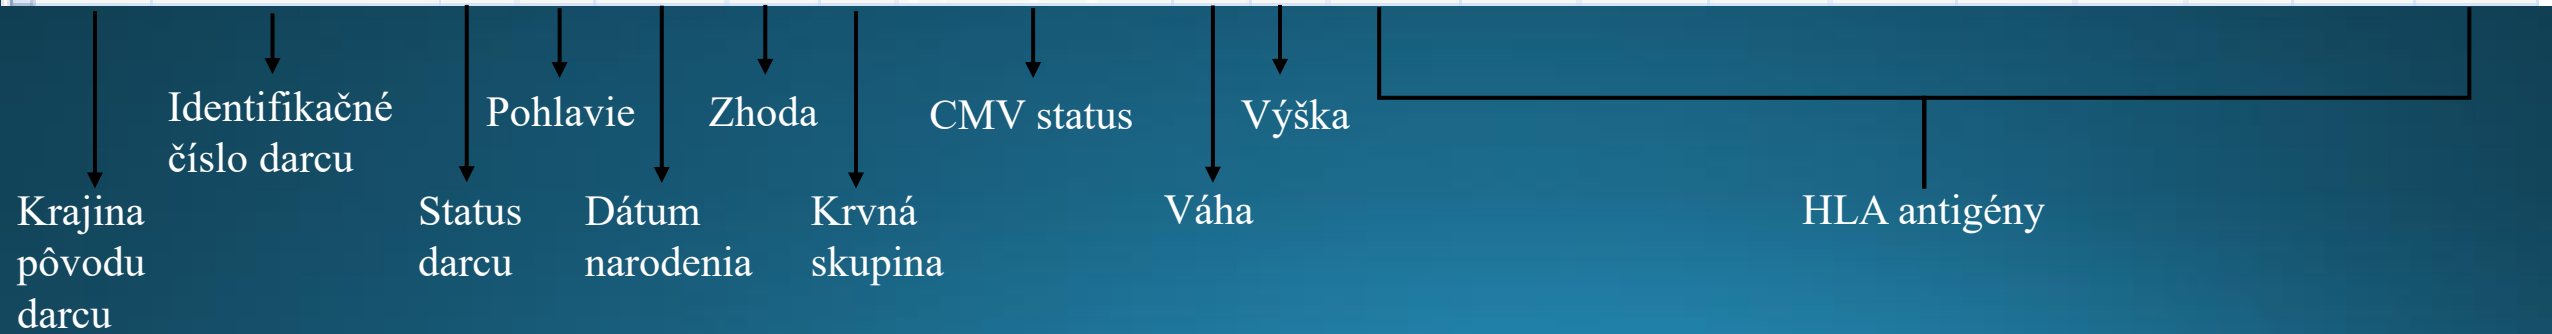 Identifikačné
číslo darcu
Pohlavie
Zhoda
CMV status
Výška
Krajina
pôvodu
darcu
Status
darcu
Dátum
narodenia
Krvná
skupina
Váha
HLA antigény